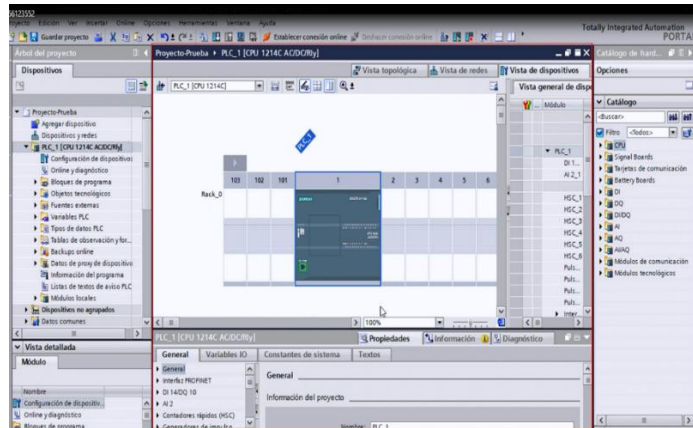 Proyecto Edición Ver Insertar Online Opciones Herramientas Ventana Ayuda
Totally Integrated Automation
PORTAL
Guardar proyecto
Establecer conexión online
Deshacer conexión online
Árbol del proyecto
Proyecto-Prueba ▸ PLC_1 [CPU 1214C AC/DC/Rly]
Catálogo de hard...
Dispositivos
Vista topológica
Vista de redes
Vista de dispositivos
Opciones
PLC_1 [CPU 1214C]
Vista general de dispo
Módulo
Catálogo
<Buscar>
Filtro
<Todos>
Proyecto-Prueba
Agregar dispositivo
Dispositivos y redes
PLC_1 [CPU 1214C AC/DC/Rly]
Configuración de dispositivos
Online y diagnóstico
Bloques de programa
Objetos tecnológicos
Fuentes externas
Variables PLC
Tipos de datos PLC
Tablas de observación y for...
Backups online
Datos de proxy de dispositivo
Información del programa
Listas de textos de aviso PLC
Módulos locales
Dispositivos no agrupados
Datos comunes
PLC_1
103 102 101 1 2 3 4 5 6
Rack_0
SIEMENS
100%
PLC_1
DI 1...
AI 2_1
HSC_1
HSC_2
HSC_3
HSC_4
HSC_5
HSC_6
Puls...
Puls...
Puls...
Puls...
Inter...
CPU
Signal Boards
Tarjetas de comunicación
Battery Boards
DI
DQ
DI/DQ
AI
AQ
AI/AQ
Módulos de comunicación
Módulos tecnológicos
Vista detallada
Módulo
Nombre
Configuración de dispositiv...
Online y diagnóstico
Bloques de programa
PLC_1 [CPU 1214C AC/DC/Rly]
Propiedades
Información
Diagnóstico
General
Variables IO
Constantes de sistema
Textos
General
Interfaz PROFINET
DI 14/DQ 10
AI 2
Contadores rápidos (HSC)
Generadores de impulso
General
Información del proyecto
Nombre: PLC_1